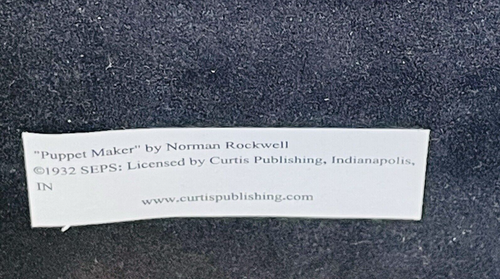 "Puppet Maker" by Norman Rockwell
©1932 SEPS: Licensed by Curtis Publishing, Indianapolis,
IN
www.curtispublishing.com